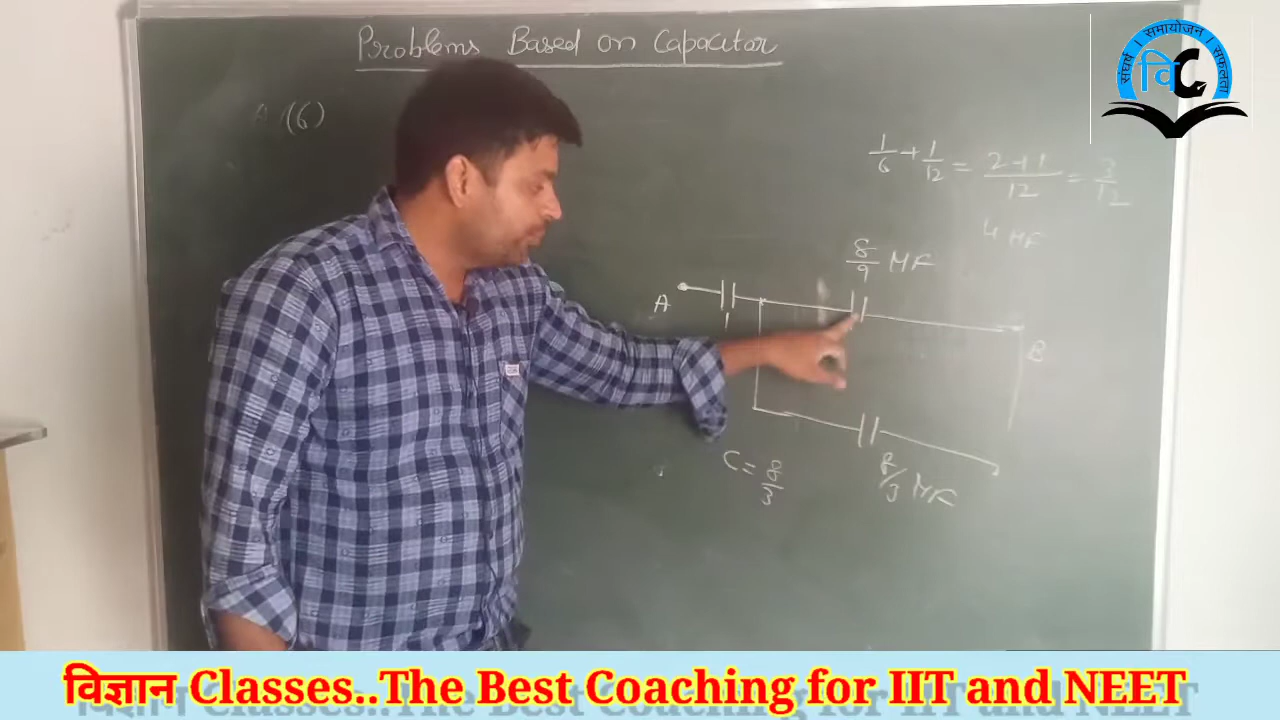 Problems Based on Capacitor
संघर्ष । समायोजन । सफलता
वि C
(6)
1/6 + 1/12 = 2+1/12 = 3/12
4 MF
8/9 MF
A
B
C = 8/3
8/3 MF
विज्ञान Classes..The Best Coaching for IIT and NEET